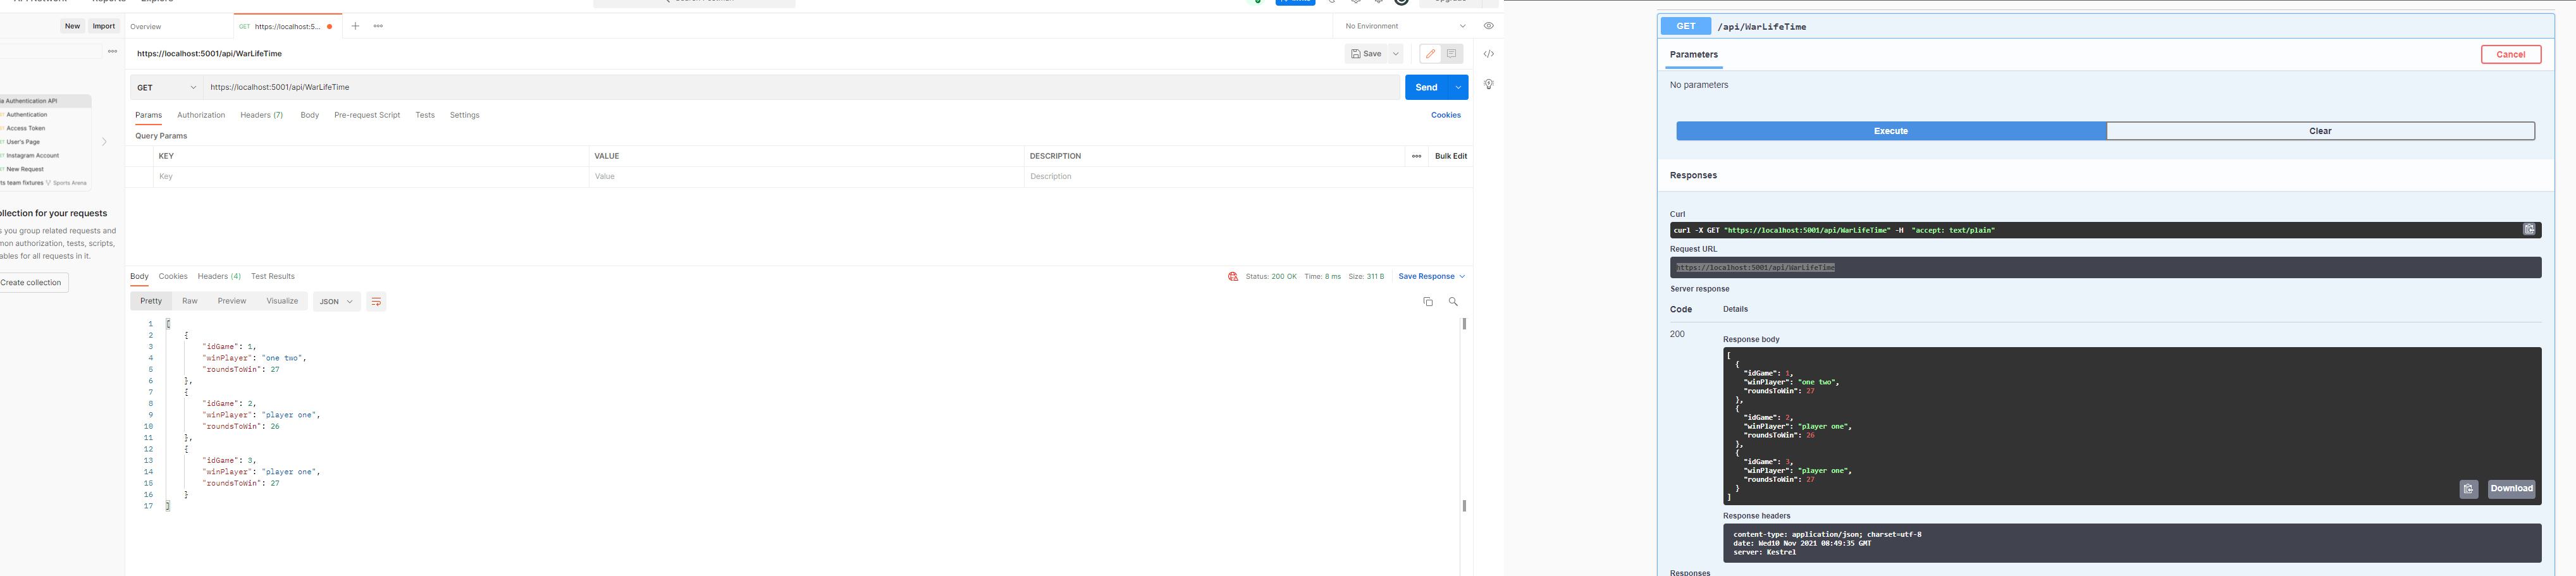 New Import Overview GET https://localhost:5... No Environment
https://localhost:5001/api/WarLifeTime Save
GET https://localhost:5001/api/WarLifeTime Send
Params Authorization Headers (7) Body Pre-request Script Tests Settings Cookies
Query Params
KEY VALUE DESCRIPTION Bulk Edit
Key Value Description
a Authentication API
Authentication
Access Token
User's Page
Instagram Account
New Request
ts team fixtures Sports Arena
ollection for your requests
s you group related requests and
mon authorization, tests, scripts,
ables for all requests in it.
Create collection
Body Cookies Headers (4) Test Results Status: 200 OK Time: 8 ms Size: 311 B Save Response
Pretty Raw Preview Visualize JSON
1 [
2 {
3 "idGame": 1,
4 "winPlayer": "one two",
5 "roundsToWin": 27
6 },
7 {
8 "idGame": 2,
9 "winPlayer": "player one",
10 "roundsToWin": 26
11 },
12 {
13 "idGame": 3,
14 "winPlayer": "player one",
15 "roundsToWin": 27
16 }
17 ]
GET /api/WarLifeTime
Parameters Cancel
No parameters
Execute Clear
Responses
Curl
curl -X GET "https://localhost:5001/api/WarLifeTime" -H "accept: text/plain"
Request URL
https://localhost:5001/api/WarLifeTime
Server response
Code Details
200
Response body
[
{
"idGame": 1,
"winPlayer": "one two",
"roundsToWin": 27
},
{
"idGame": 2,
"winPlayer": "player one",
"roundsToWin": 26
},
{
"idGame": 3,
"winPlayer": "player one",
"roundsToWin": 27
}
]
Download
Response headers
content-type: application/json; charset=utf-8
date: Wed10 Nov 2021 08:49:35 GMT
server: Kestrel
Responses